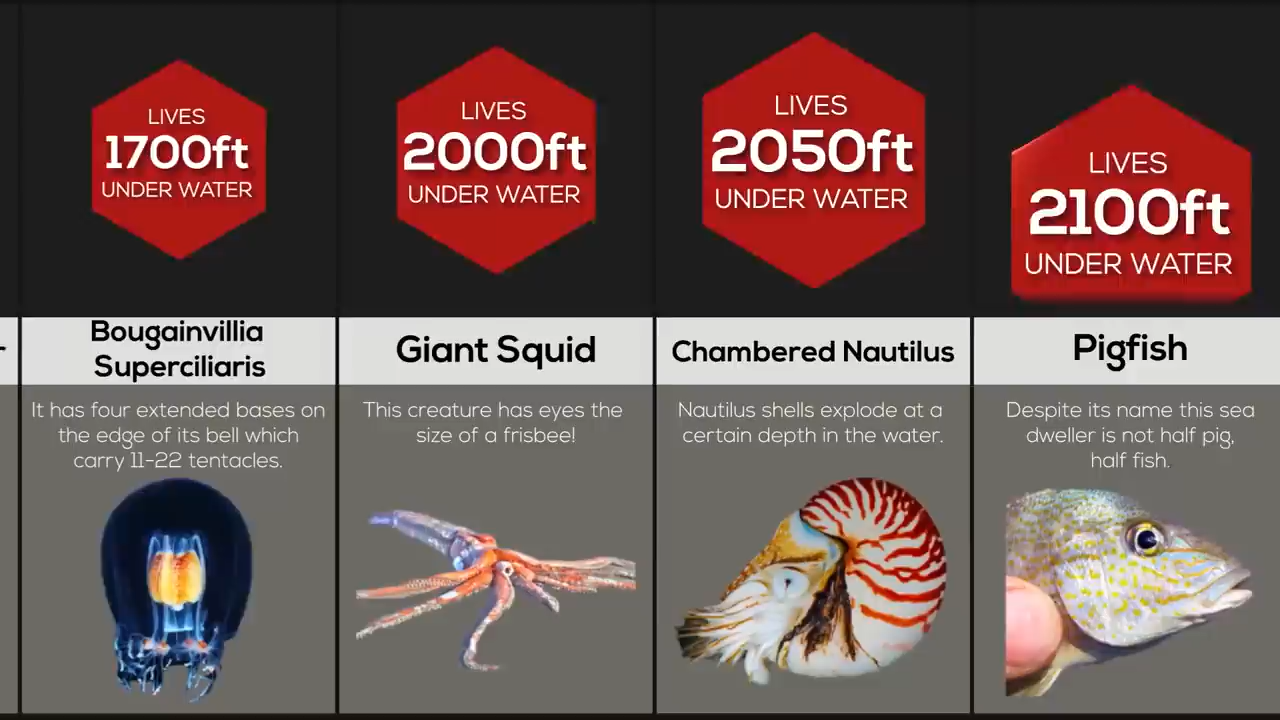 LIVES
1700ft
UNDER WATER
Bougainvillia
Superciliaris
It has four extended bases on
the edge of its bell which
carry 11-22 tentacles.
LIVES
2000ft
UNDER WATER
Giant Squid
This creature has eyes the
size of a frisbee!
LIVES
2050ft
UNDER WATER
Chambered Nautilus
Nautilus shells explode at a
certain depth in the water.
LIVES
2100ft
UNDER WATER
Pigfish
Despite its name this sea
dweller is not half pig,
half fish.